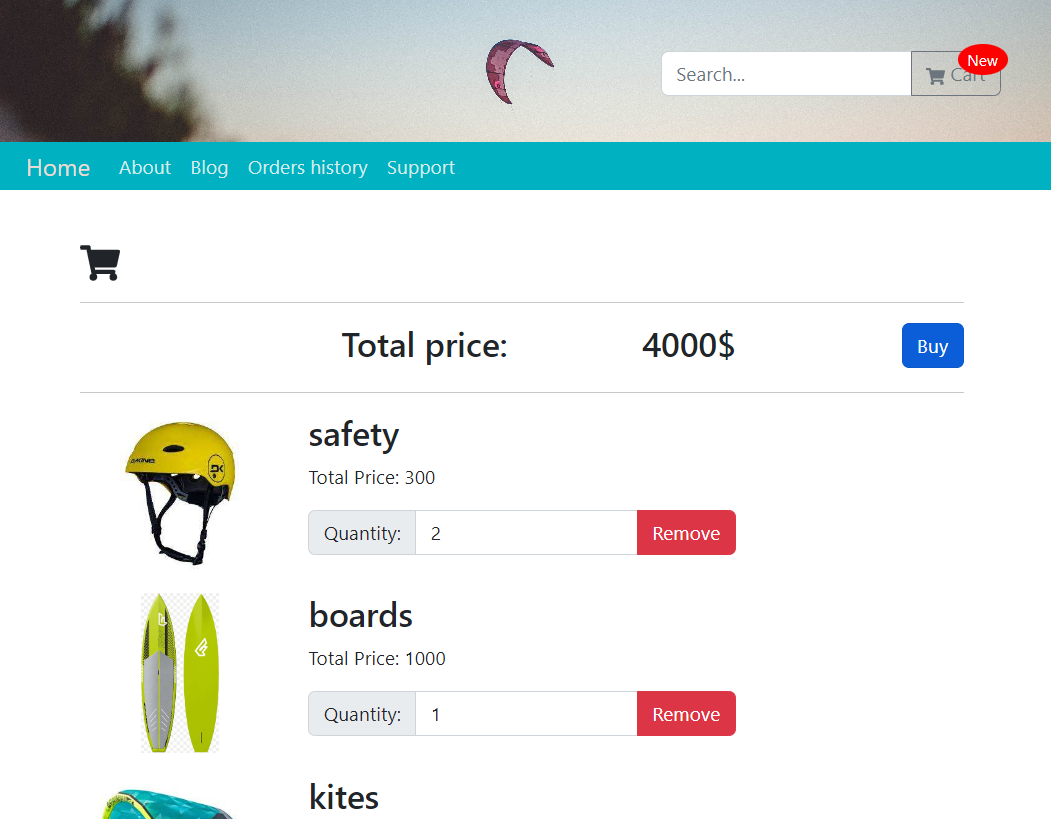 Search...
Cart
New
Home About Blog Orders history Support
Total price: 4000$ Buy
safety
Total Price: 300
Quantity: 2 Remove
boards
Total Price: 1000
Quantity: 1 Remove
kites